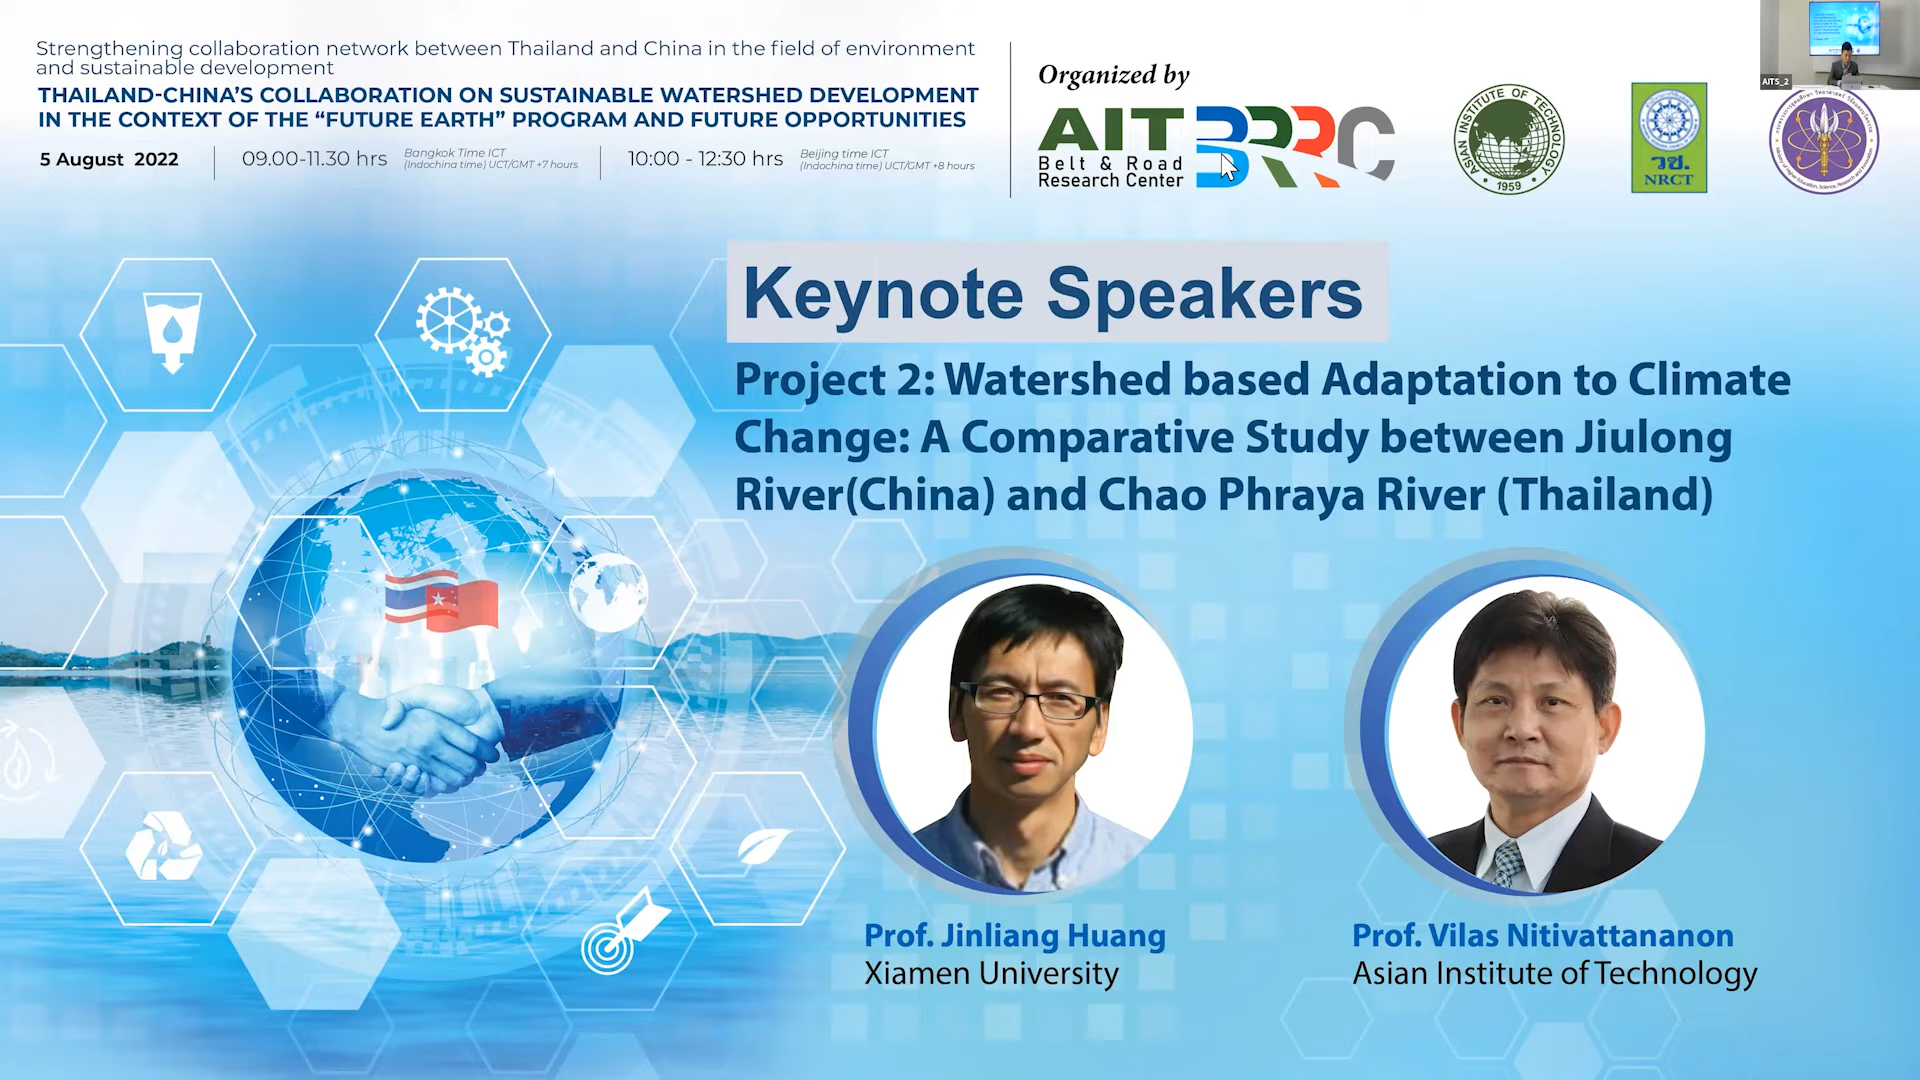 Strengthening collaboration network between Thailand and China in the field of environment
and sustainable development
THAILAND-CHINA'S COLLABORATION ON SUSTAINABLE WATERSHED DEVELOPMENT
IN THE CONTEXT OF THE “FUTURE EARTH” PROGRAM AND FUTURE OPPORTUNITIES
5 August 2022
09.00-11.30 hrs
Bangkok Time ICT
(Indochina time) UCT/GMT +7 hours
10:00 - 12:30 hrs
Beijing time ICT
(Indochina time) UCT/GMT +8 hours
Organized by
AIT BRRC
Belt & Road
Research Center
ASIAN INSTITUTE OF TECHNOLOGY
1959
วช.
NRCT
AITS_2
Keynote Speakers
Project 2: Watershed based Adaptation to Climate
Change: A Comparative Study between Jiulong
River(China) and Chao Phraya River (Thailand)
Prof. Jinliang Huang
Xiamen University
Prof. Vilas Nitivattananon
Asian Institute of Technology